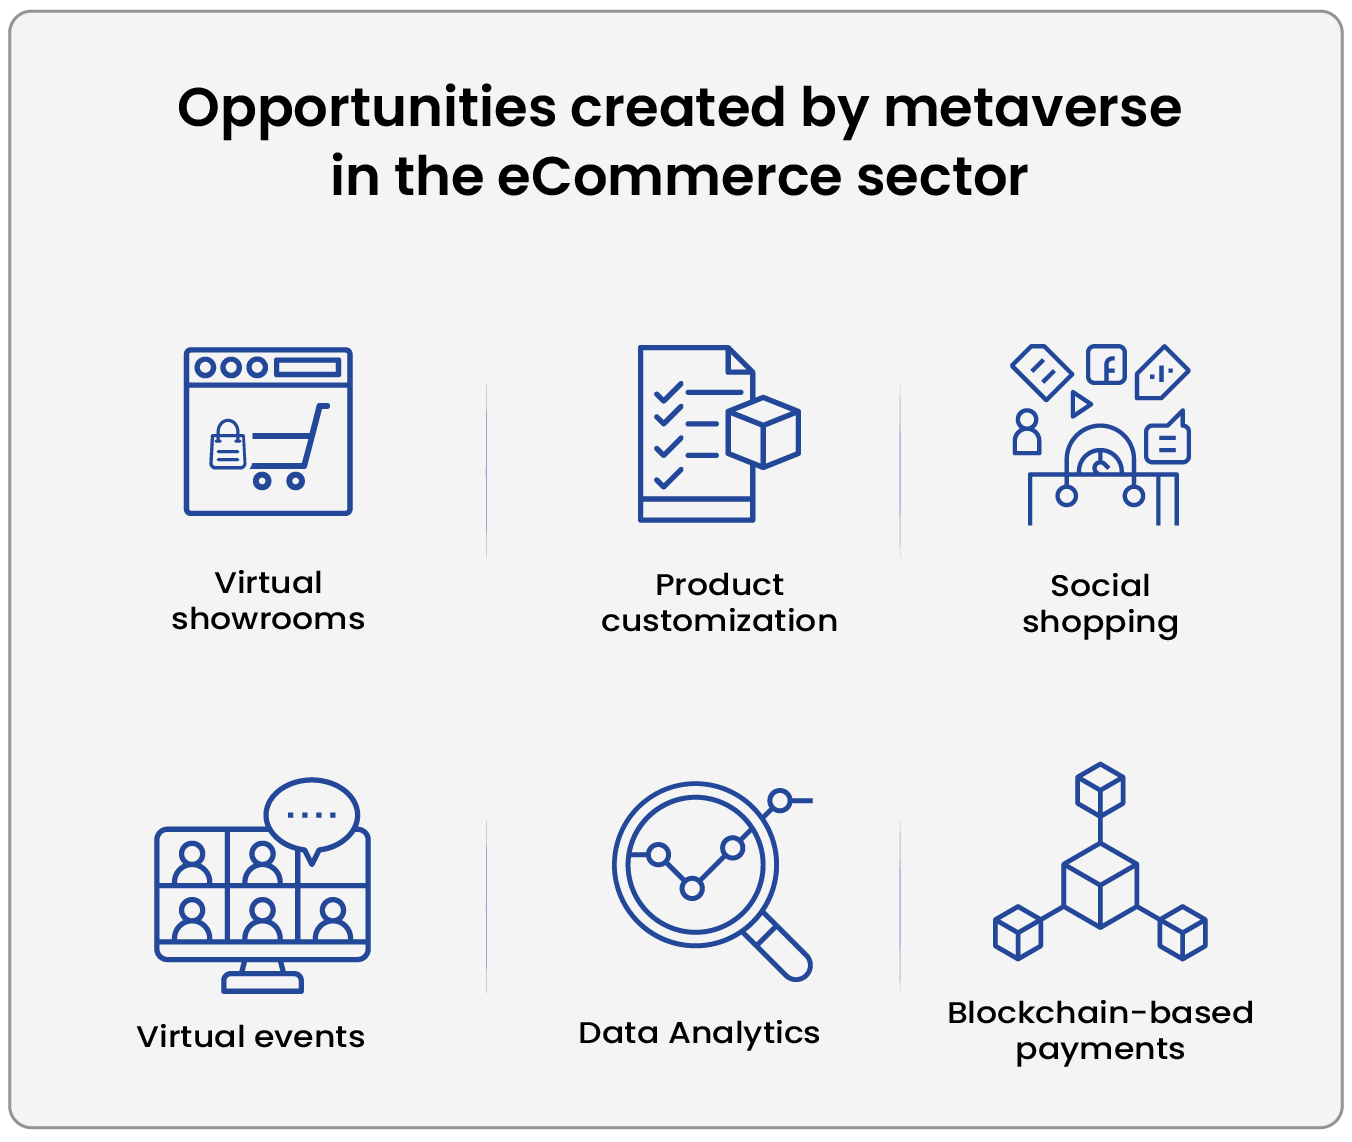 Opportunities created by metaverse
in the eCommerce sector
Virtual
showrooms
Product
customization
Social
shopping
Virtual events
Data Analytics
Blockchain-based
payments